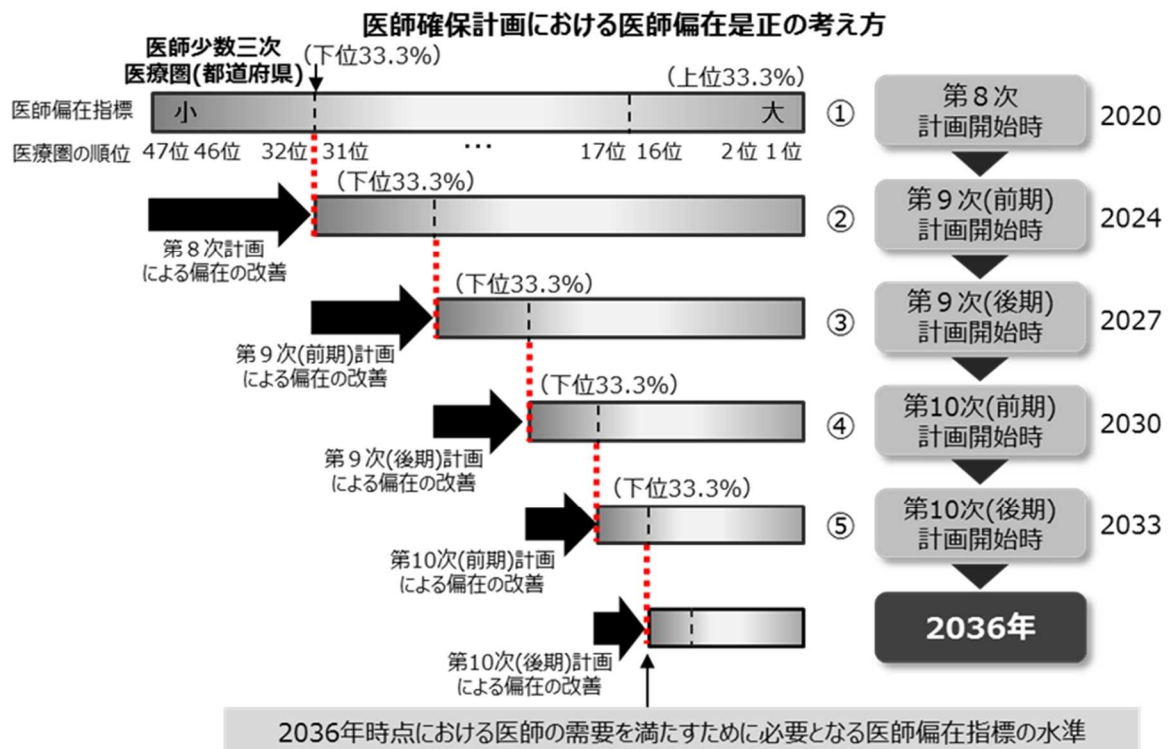 医師確保計画における医師偏在是正の考え方
医師少数三次
医療圏(都道府県)
(下位33.3%)
(上位33.3%)
医師偏在指標
小
大
①
第８次
計画開始時
2020
医療圏の順位
47位 46位 32位 31位 … 17位 16位 2位 1位
(下位33.3%)
②
第９次(前期)
計画開始時
2024
第８次計画
による偏在の改善
(下位33.3%)
③
第９次(後期)
計画開始時
2027
第９次(前期)計画
による偏在の改善
(下位33.3%)
④
第10次(前期)
計画開始時
2030
第９次(後期)計画
による偏在の改善
(下位33.3%)
⑤
第10次(後期)
計画開始時
2033
第10次(前期)計画
による偏在の改善
2036年
第10次(後期)計画
による偏在の改善
2036年時点における医師の需要を満たすために必要となる医師偏在指標の水準